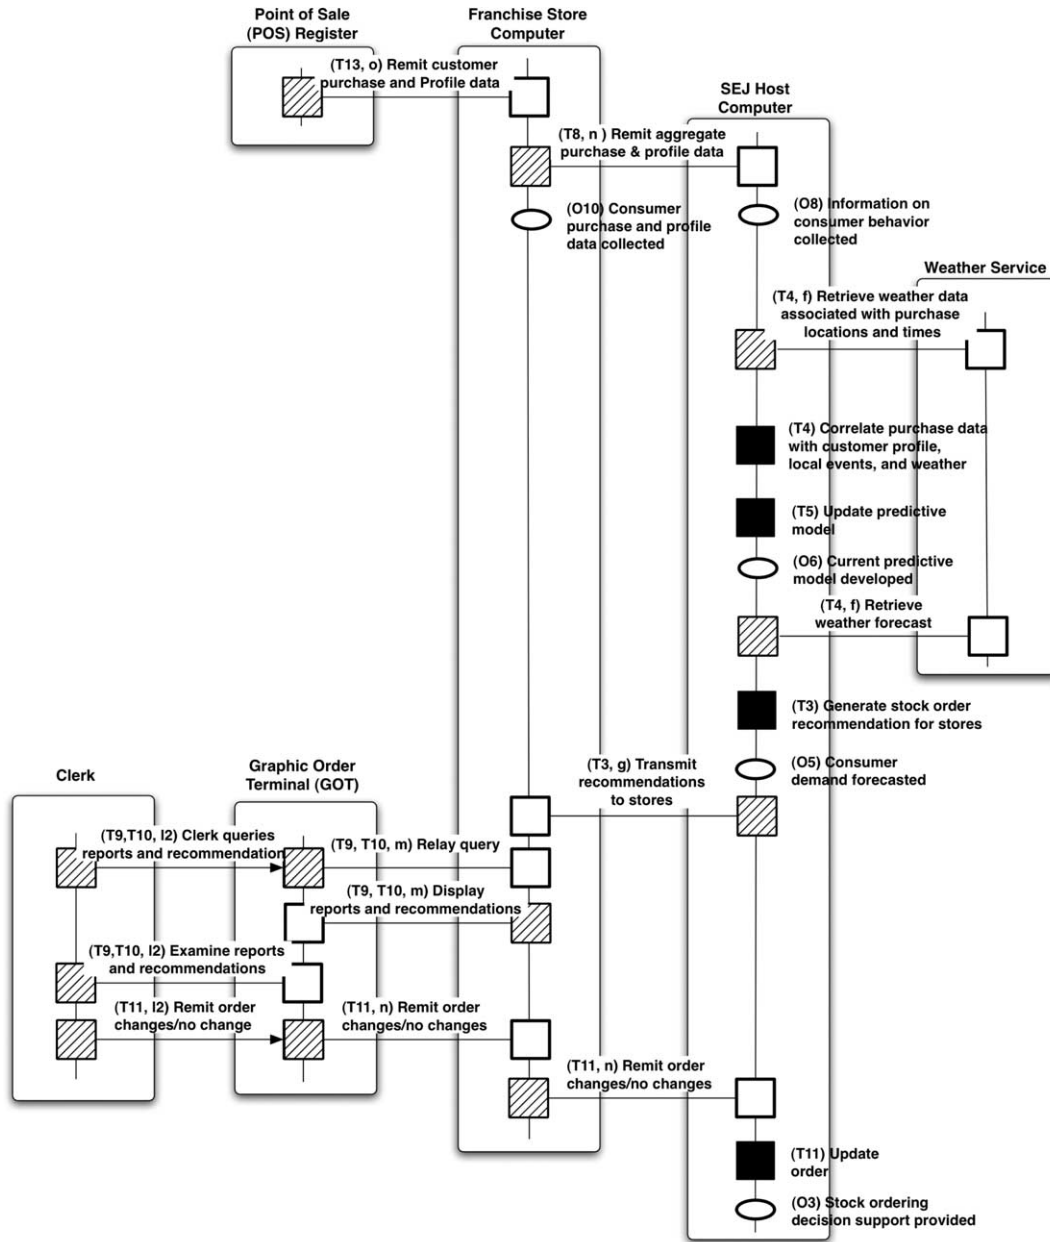 Point of Sale
(POS) Register
Franchise Store
Computer
(T13, o) Remit customer
purchase and Profile data
SEJ Host
Computer
(T8, n ) Remit aggregate
purchase & profile data
(O10) Consumer
purchase and profile
data collected
(O8) Information on
consumer behavior
collected
Weather Service
(T4, f) Retrieve weather data
associated with purchase
locations and times
(T4) Correlate purchase data
with customer profile,
local events, and weather
(T5) Update predictive
model
(O6) Current predictive
model developed
(T4, f) Retrieve
weather forecast
(T3) Generate stock order
recommendation for stores
(O5) Consumer
demand forecasted
(T3, g) Transmit
recommendations
to stores
Clerk
Graphic Order
Terminal (GOT)
(T9,T10, l2) Clerk queries
reports and recommendation
(T9, T10, m) Relay query
(T9, T10, m) Display
reports and recommendations
(T9,T10, l2) Examine reports
and recommendations
(T11, l2) Remit order
changes/no change
(T11, n) Remit order
changes/no changes
(T11, n) Remit order
changes/no changes
(T11) Update
order
(O3) Stock ordering
decision support provided